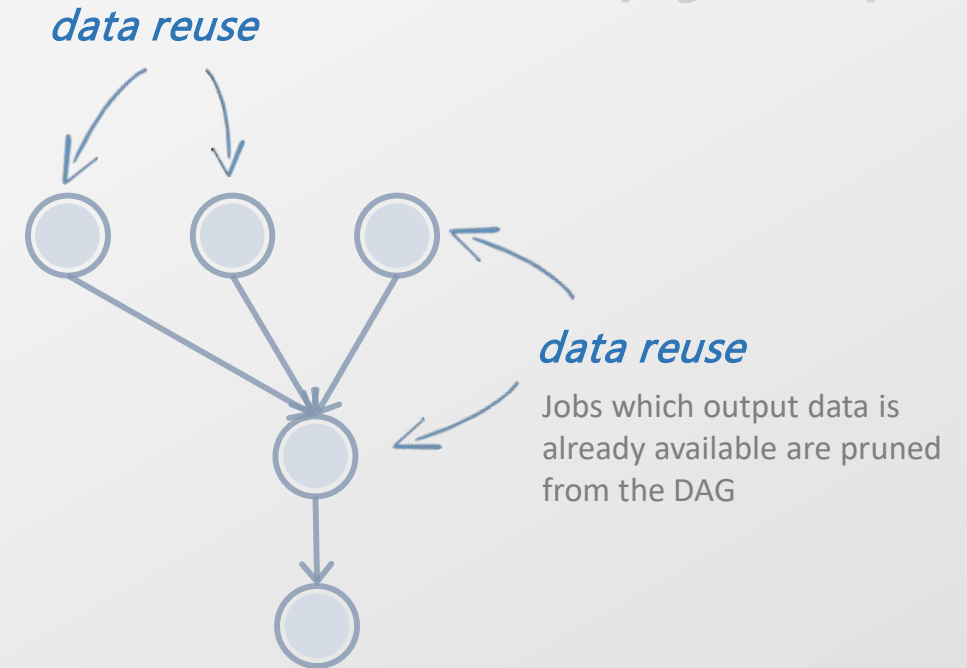 data reuse
data reuse
Jobs which output data is
already available are pruned
from the DAG